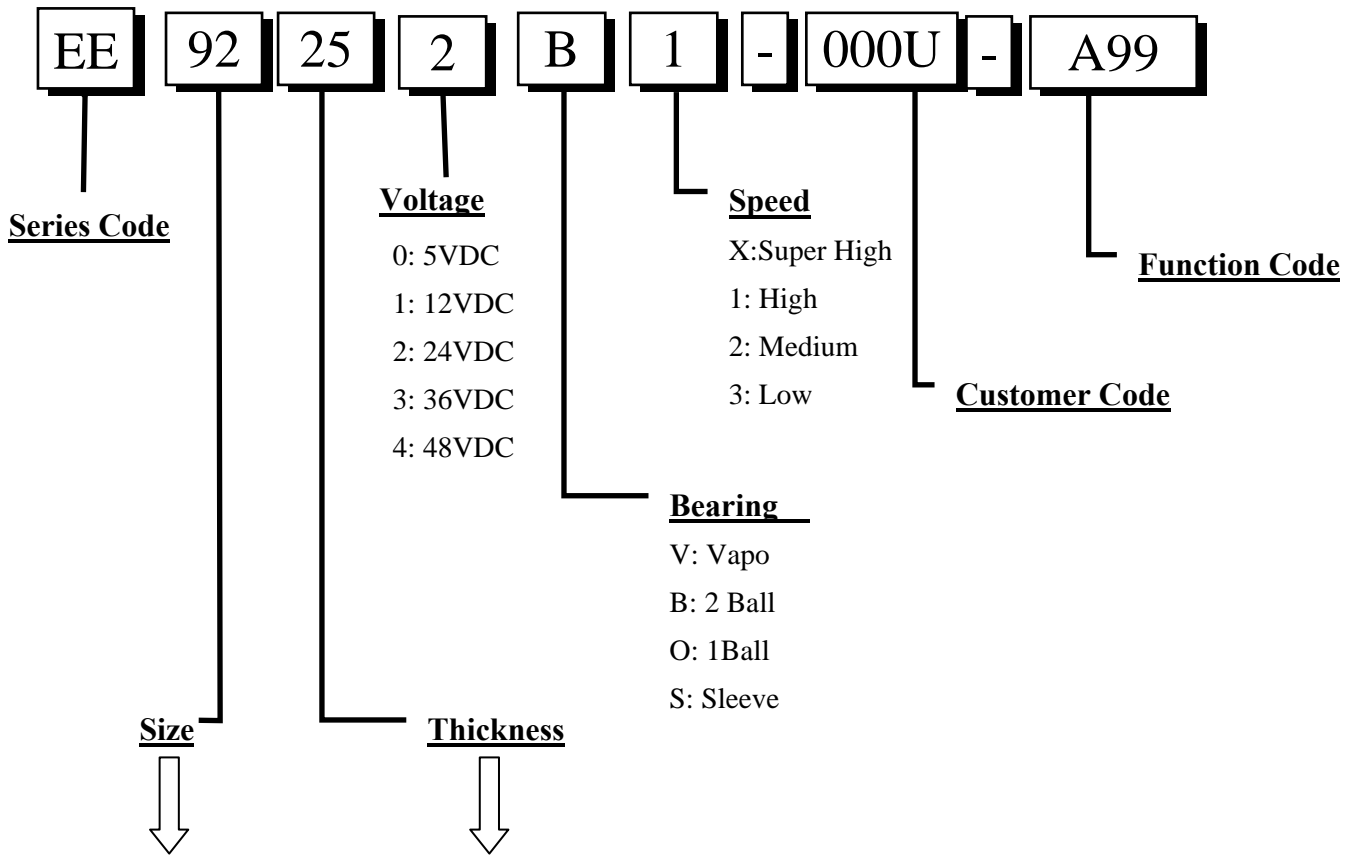 EE 92 25 2 B 1 - 000U - A99
Series Code
Voltage
0: 5VDC
1: 12VDC
2: 24VDC
3: 36VDC
4: 48VDC
Speed
X:Super High
1: High
2: Medium
3: Low
Function Code
Customer Code
Bearing
V: Vapo
B: 2 Ball
O: 1Ball
S: Sleeve
Size
Thickness